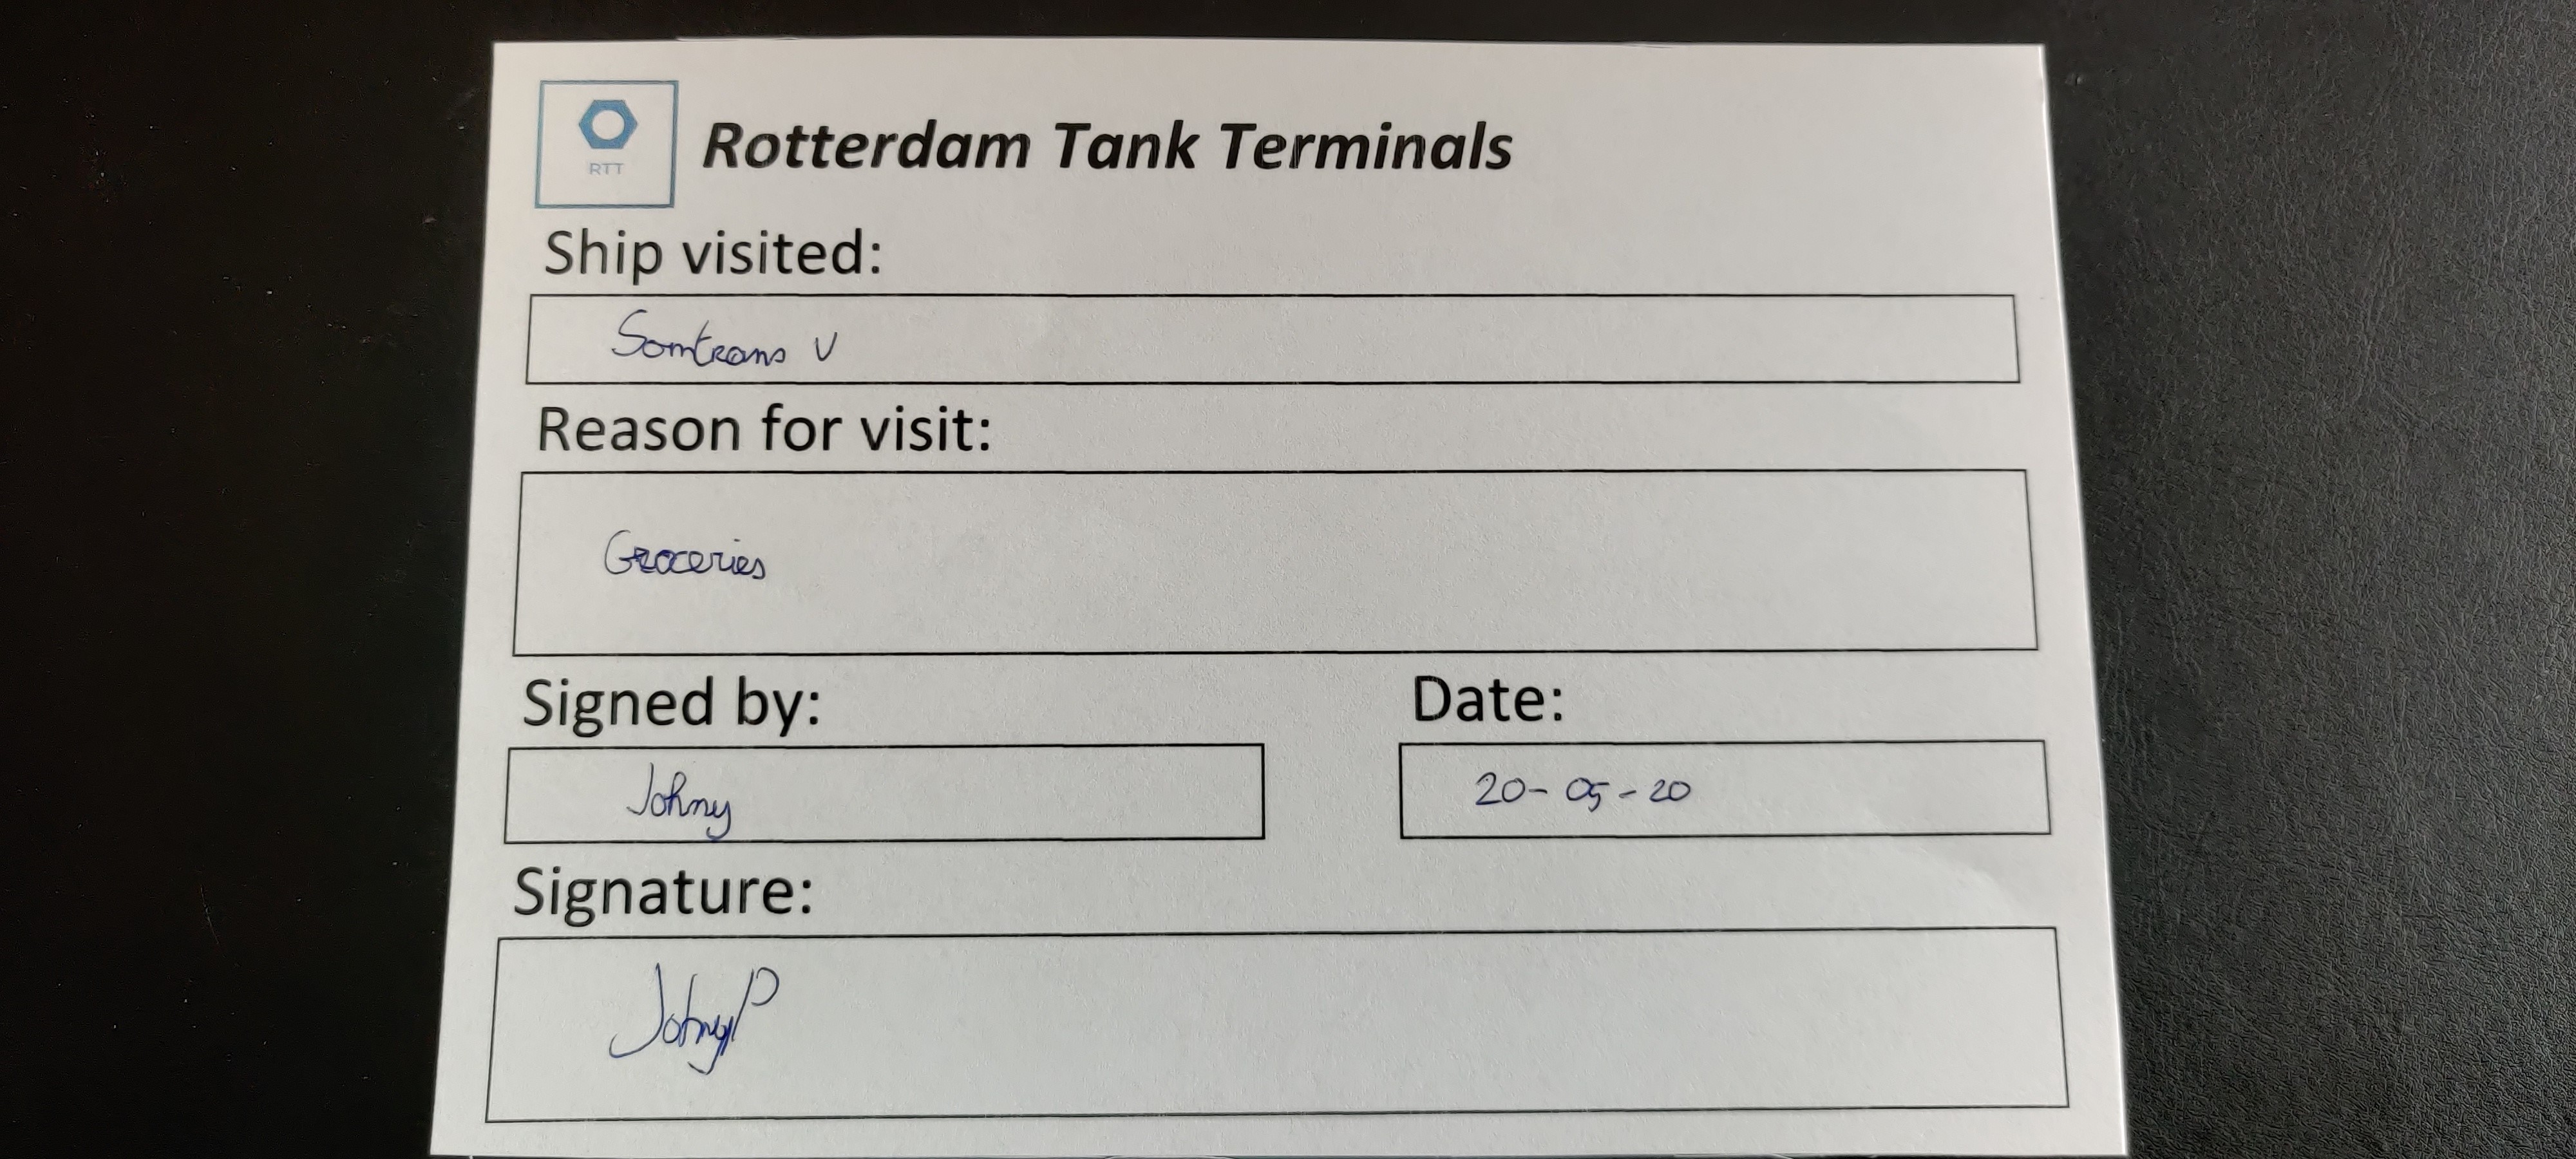 RTT
Rotterdam Tank Terminals
Ship visited:
Somtrans V
Reason for visit:
Groceries
Signed by:
Johny
Date:
20-05-20
Signature:
JohnyP